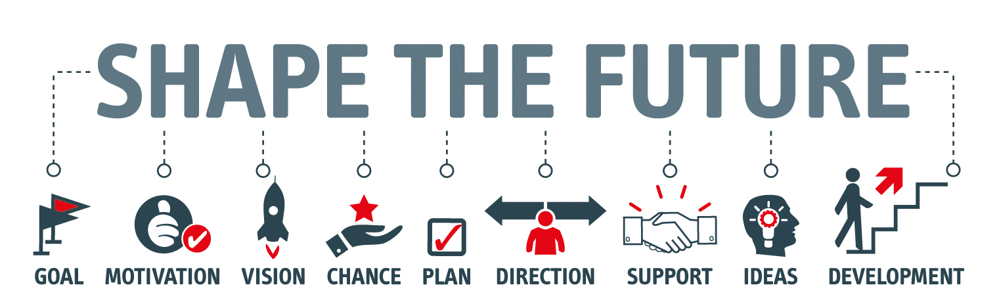 SHAPE THE FUTURE
GOAL MOTIVATION VISION CHANCE PLAN DIRECTION SUPPORT IDEAS DEVELOPMENT